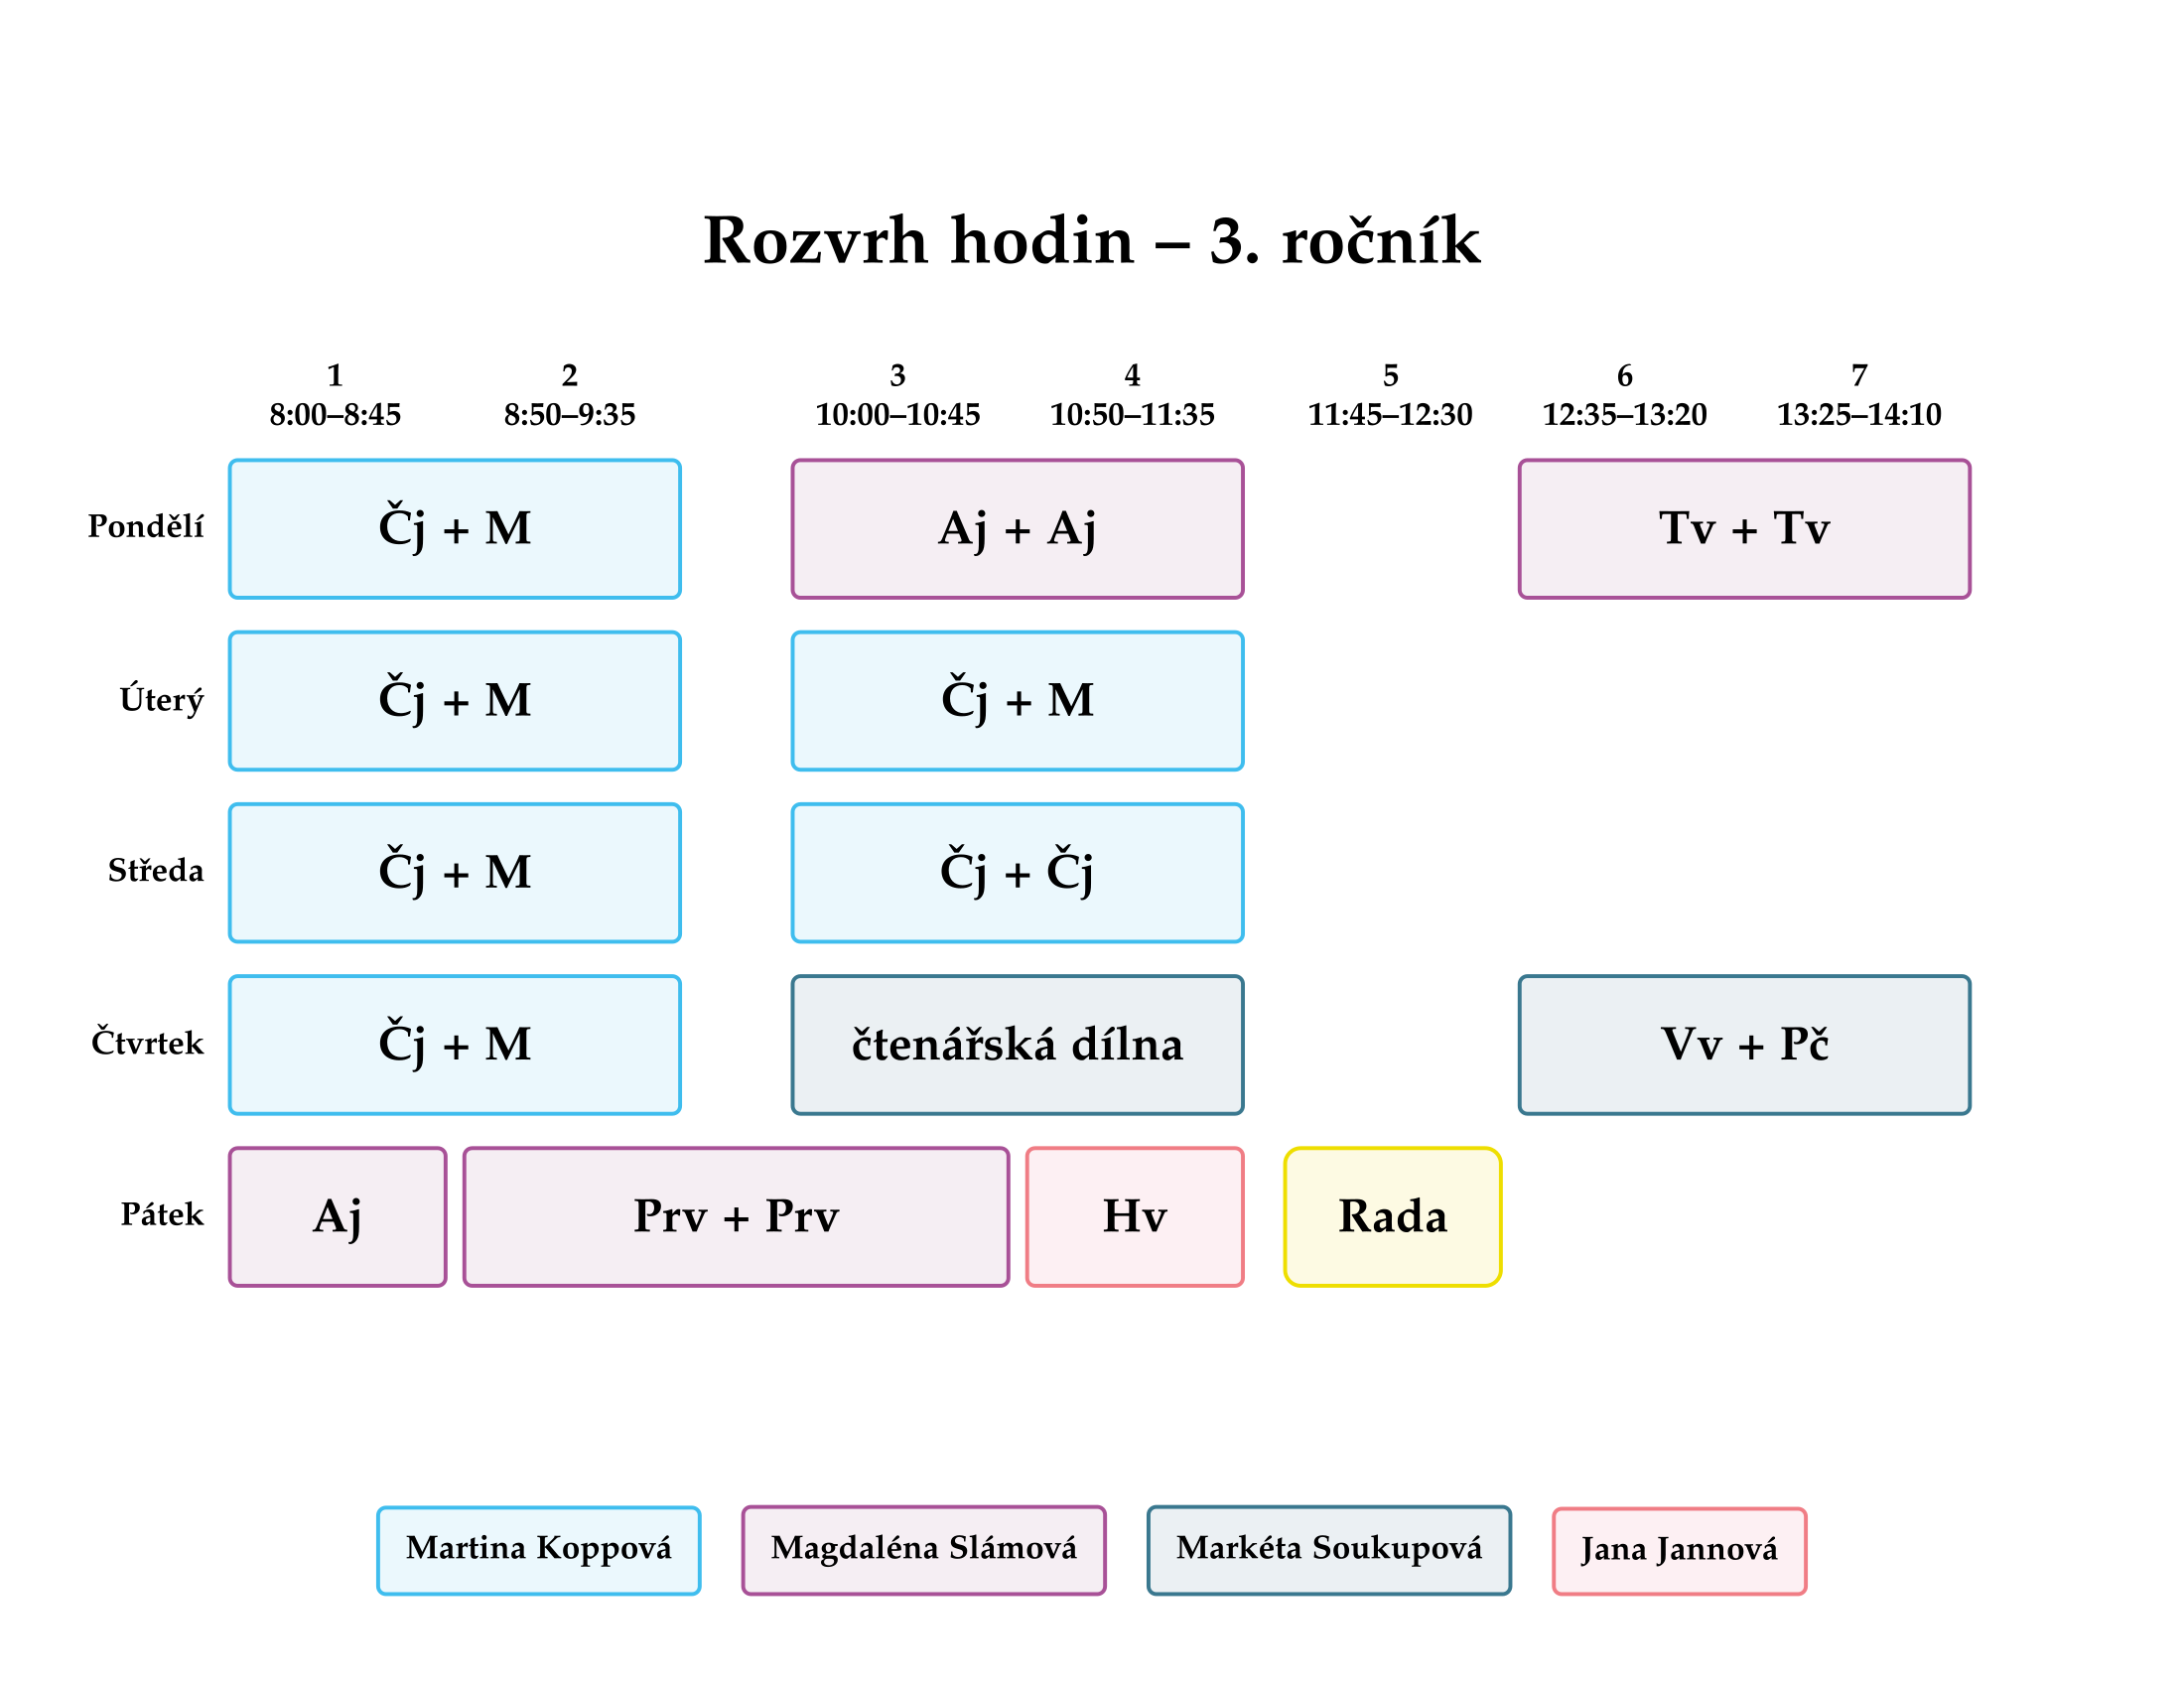 Rozvrh hodin – 3. ročník
1 2 3 4 5 6 7
8:00–8:45 8:50–9:35 10:00–10:45 10:50–11:35 11:45–12:30 12:35–13:20 13:25–14:10
Pondělí Čj + M Aj + Aj Tv + Tv
Úterý Čj + M Čj + M
Středa Čj + M Čj + Čj
Čtvrtek Čj + M čtenářská dílna Vv + Pč
Pátek Aj Prv + Prv Hv Rada
Martina Koppová Magdaléna Slámová Markéta Soukupová Jana Jannová